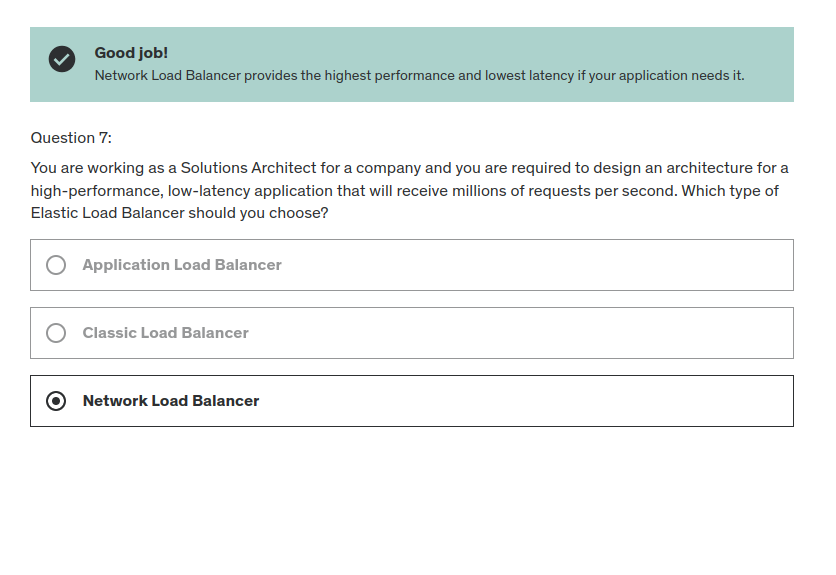 Good job!
Network Load Balancer provides the highest performance and lowest latency if your application needs it.
Question 7:
You are working as a Solutions Architect for a company and you are required to design an architecture for a
high-performance, low-latency application that will receive millions of requests per second. Which type of
Elastic Load Balancer should you choose?
Application Load Balancer
Classic Load Balancer
Network Load Balancer